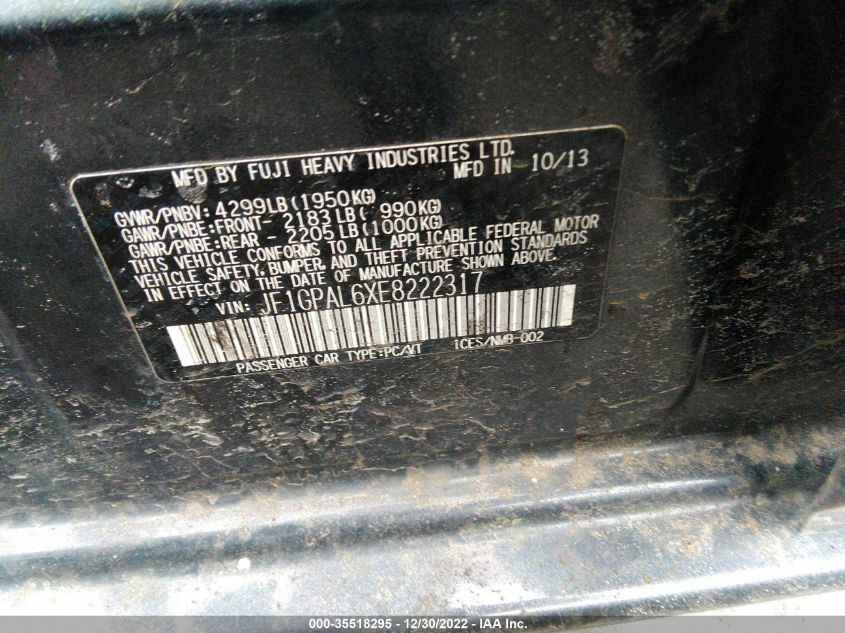 MFD BY FUJI HEAVY INDUSTRIES LTD.
MFD IN 10/13
GVWR/PNBV: 4299LB(1950KG)
GAWR/PNBE:FRONT- 2183LB( 990KG)
GAWR/PNBE:REAR - 2205LB(1000KG)
THIS VEHICLE CONFORMS TO ALL APPLICABLE FEDERAL MOTOR
VEHICLE SAFETY, BUMPER, AND THEFT PREVENTION STANDARDS
IN EFFECT ON THE DATE OF MANUFACTURE SHOWN ABOVE.
VIN: JF1GPAL6XE8222317
PASSENGER CAR TYPE:PC/VT ICES/NMB-002
000-35518295 - 12/30/2022 - IAA Inc.